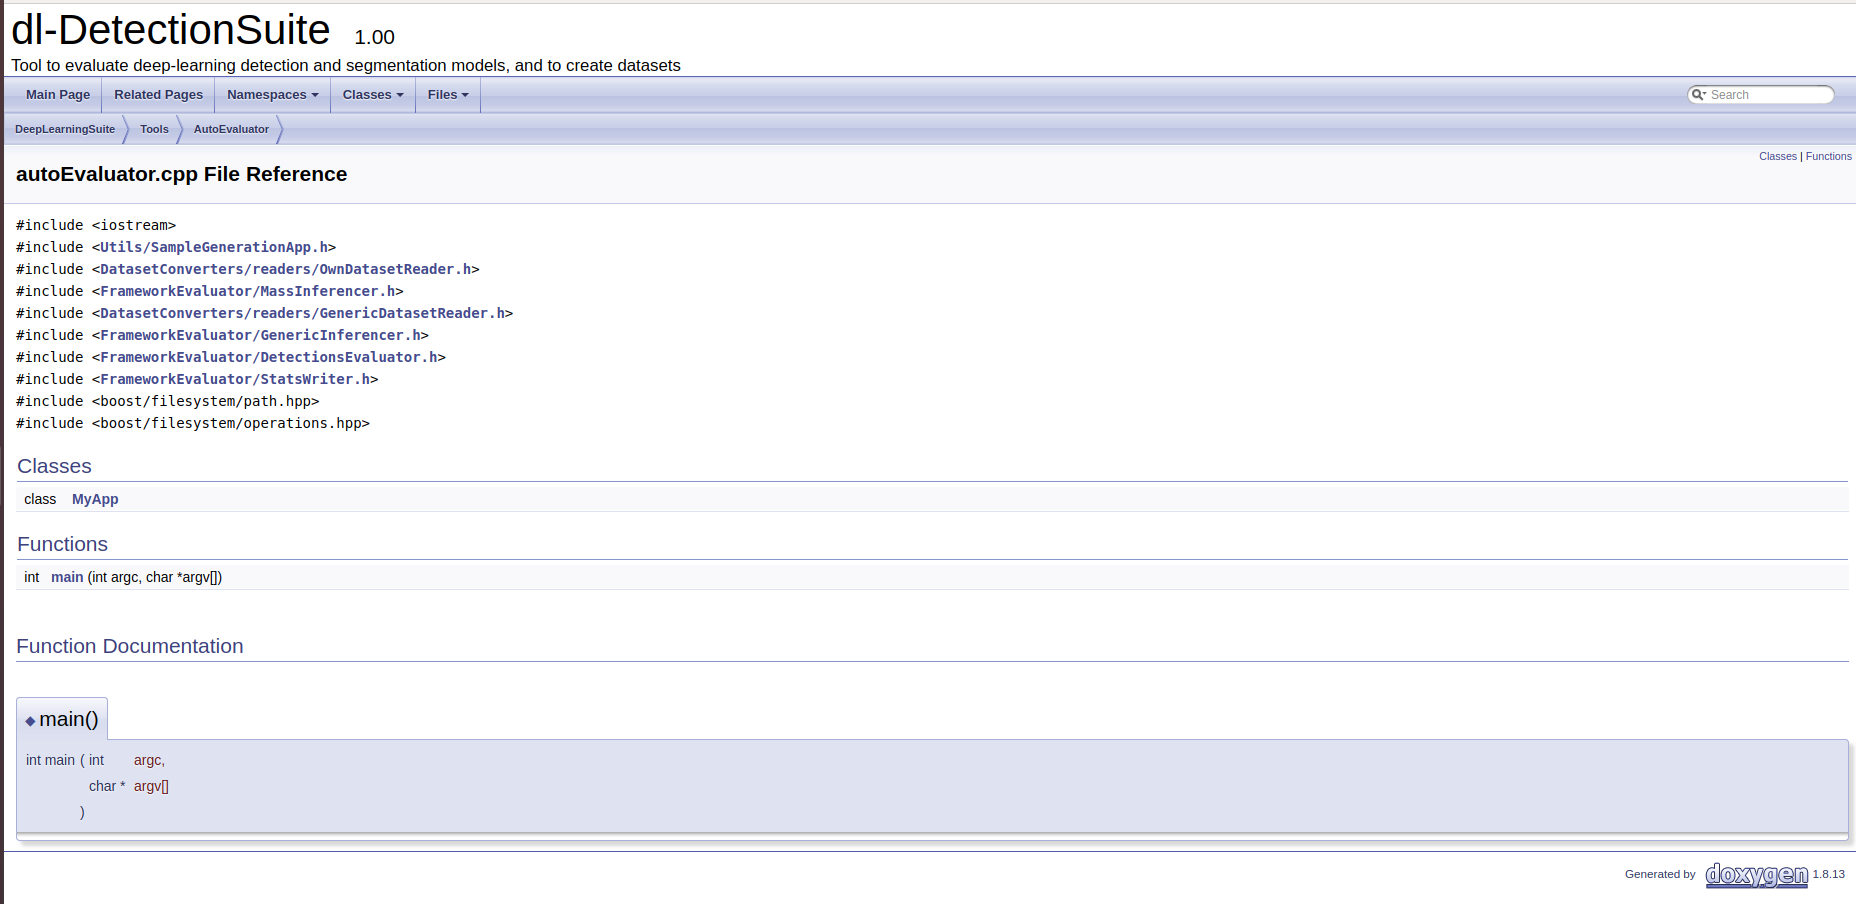 dl-DetectionSuite 1.00
Tool to evaluate deep-learning detection and segmentation models, and to create datasets
Main Page Related Pages Namespaces Classes Files Search
DeepLearningSuite Tools AutoEvaluator
Classes | Functions
autoEvaluator.cpp File Reference
#include <iostream>
#include <Utils/SampleGenerationApp.h>
#include <DatasetConverters/readers/OwnDatasetReader.h>
#include <FrameworkEvaluator/MassInferencer.h>
#include <DatasetConverters/readers/GenericDatasetReader.h>
#include <FrameworkEvaluator/GenericInferencer.h>
#include <FrameworkEvaluator/DetectionsEvaluator.h>
#include <FrameworkEvaluator/StatsWriter.h>
#include <boost/filesystem/path.hpp>
#include <boost/filesystem/operations.hpp>
Classes
class MyApp
Functions
int main (int argc, char *argv[])
Function Documentation
◆ main()
int main ( int argc,
char * argv[]
)
Generated by doxygen 1.8.13